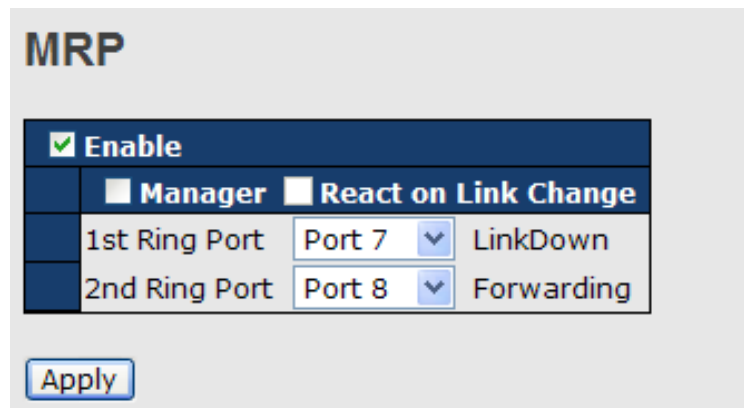 MRP
Enable
Manager React on Link Change
1st Ring Port Port 7 LinkDown
2nd Ring Port Port 8 Forwarding
Apply